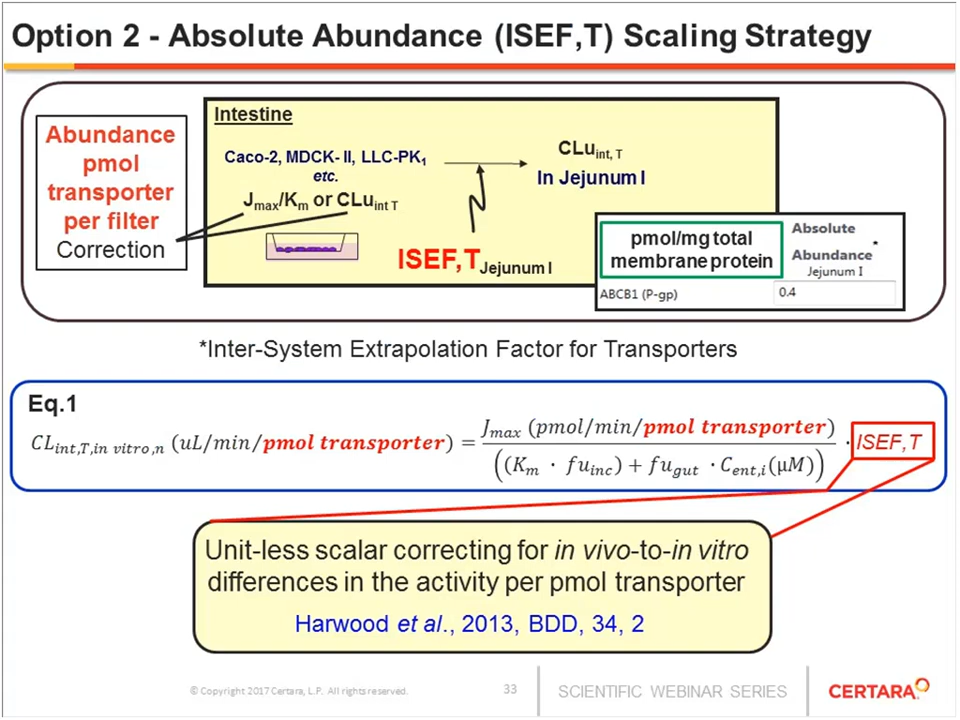 Option 2 - Absolute Abundance (ISEF,T) Scaling Strategy
Abundance
pmol
transporter
per filter
Correction
Intestine
Caco-2, MDCK- II, LLC-PK1
etc.
Jmax/Km or CLuint T
CLuint, T
In Jejunum I
ISEF,TJejunum I
pmol/mg total
membrane protein
Absolute
Abundance
Jejunum I
ABCB1 (P-gp)
0.4
*Inter-System Extrapolation Factor for Transporters
Eq.1
CLint,T,in vitro,n (uL/min/pmol transporter) = Jmax (pmol/min/pmol transporter) / ((Km · fuinc) + fugut · Cent,i(μM)) · ISEF,T
Unit-less scalar correcting for in vivo-to-in vitro
differences in the activity per pmol transporter
Harwood et al., 2013, BDD, 34, 2
© Copyright 2017 Certara, L.P. All rights reserved.
33
SCIENTIFIC WEBINAR SERIES
CERTARA